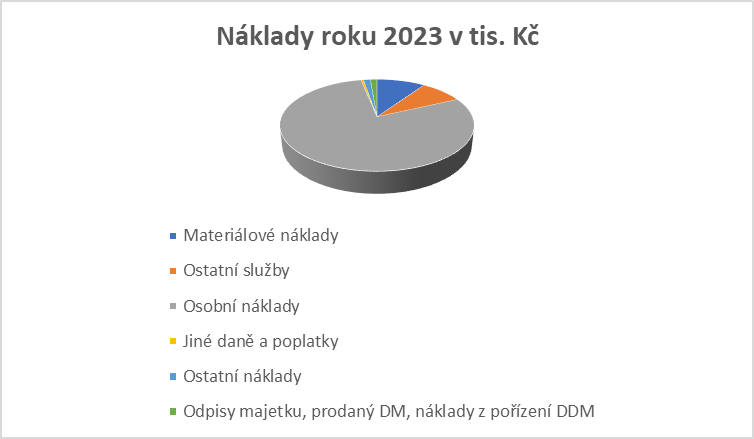 Náklady roku 2023 v tis. Kč
Materiálové náklady
Ostatní služby
Osobní náklady
Jiné daně a poplatky
Ostatní náklady
Odpisy majetku, prodaný DM, náklady z pořízení DDM